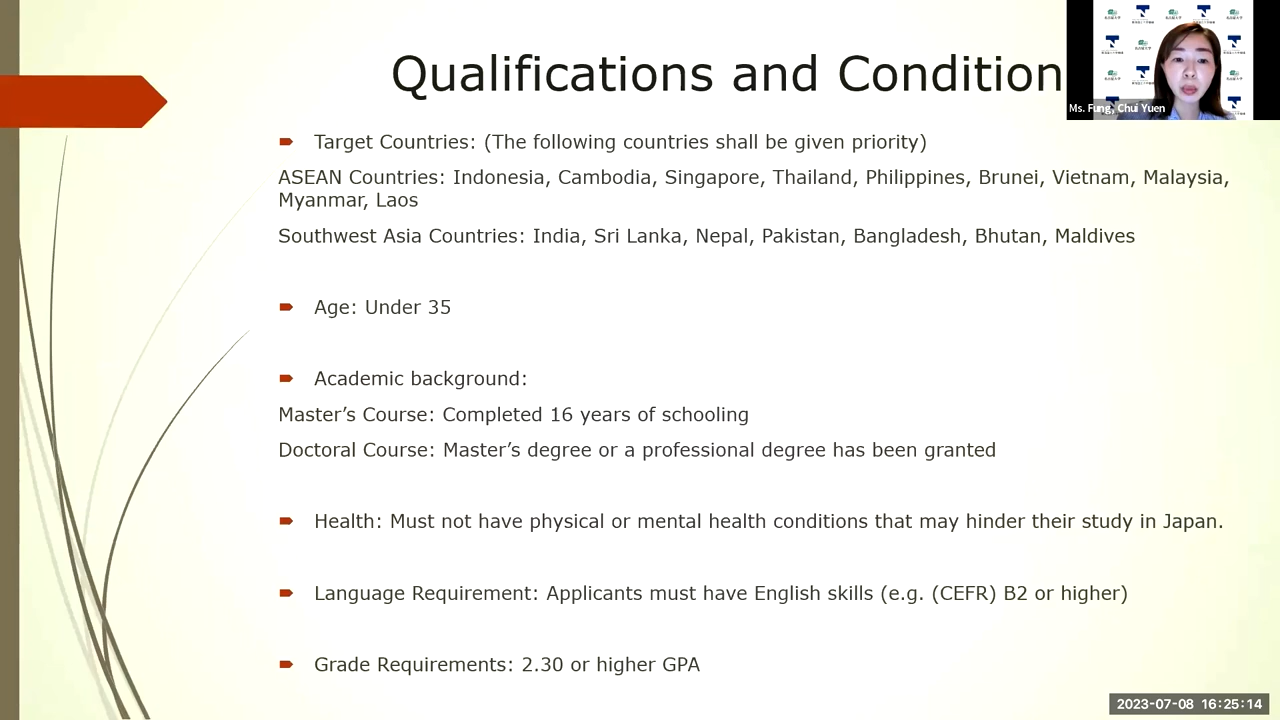 Qualifications and Condition
Ms. Fung, Chui Yuen
Target Countries: (The following countries shall be given priority)
ASEAN Countries: Indonesia, Cambodia, Singapore, Thailand, Philippines, Brunei, Vietnam, Malaysia,
Myanmar, Laos
Southwest Asia Countries: India, Sri Lanka, Nepal, Pakistan, Bangladesh, Bhutan, Maldives
Age: Under 35
Academic background:
Master’s Course: Completed 16 years of schooling
Doctoral Course: Master’s degree or a professional degree has been granted
Health: Must not have physical or mental health conditions that may hinder their study in Japan.
Language Requirement: Applicants must have English skills (e.g. (CEFR) B2 or higher)
Grade Requirements: 2.30 or higher GPA
2023-07-08 16:25:14